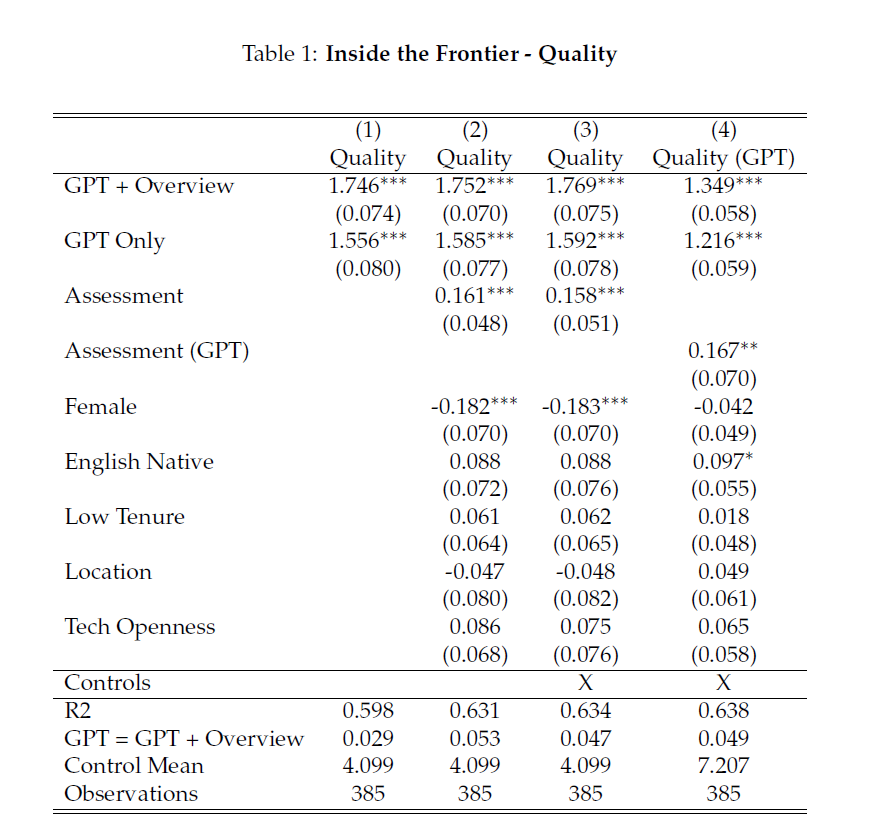 Table 1: Inside the Frontier - Quality
(1) (2) (3) (4)
Quality Quality Quality Quality (GPT)
GPT + Overview 1.746*** 1.752*** 1.769*** 1.349***
(0.074) (0.070) (0.075) (0.058)
GPT Only 1.556*** 1.585*** 1.592*** 1.216***
(0.080) (0.077) (0.078) (0.059)
Assessment 0.161*** 0.158***
(0.048) (0.051)
Assessment (GPT) 0.167**
(0.070)
Female -0.182*** -0.183*** -0.042
(0.070) (0.070) (0.049)
English Native 0.088 0.088 0.097*
(0.072) (0.076) (0.055)
Low Tenure 0.061 0.062 0.018
(0.064) (0.065) (0.048)
Location -0.047 -0.048 0.049
(0.080) (0.082) (0.061)
Tech Openness 0.086 0.075 0.065
(0.068) (0.076) (0.058)
Controls X X
R2 0.598 0.631 0.634 0.638
GPT = GPT + Overview 0.029 0.053 0.047 0.049
Control Mean 4.099 4.099 4.099 7.207
Observations 385 385 385 385